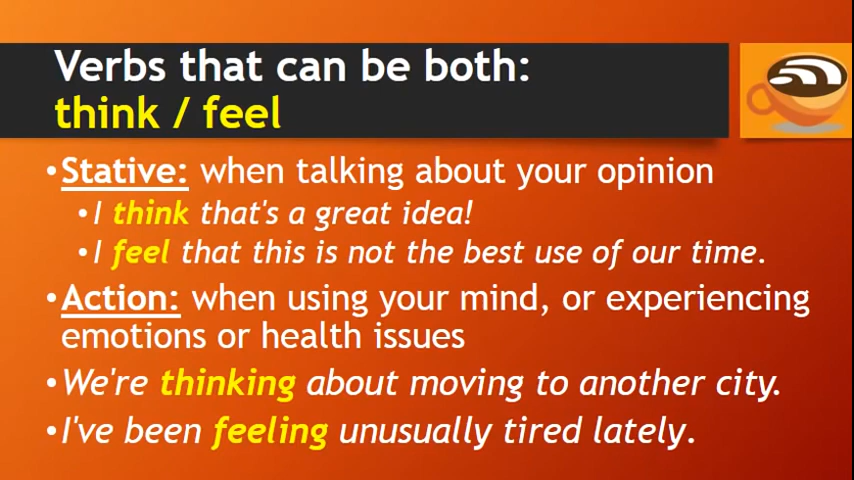 Verbs that can be both:
think / feel
•Stative: when talking about your opinion
•I think that's a great idea!
•I feel that this is not the best use of our time.
•Action: when using your mind, or experiencing
emotions or health issues
•We're thinking about moving to another city.
•I've been feeling unusually tired lately.